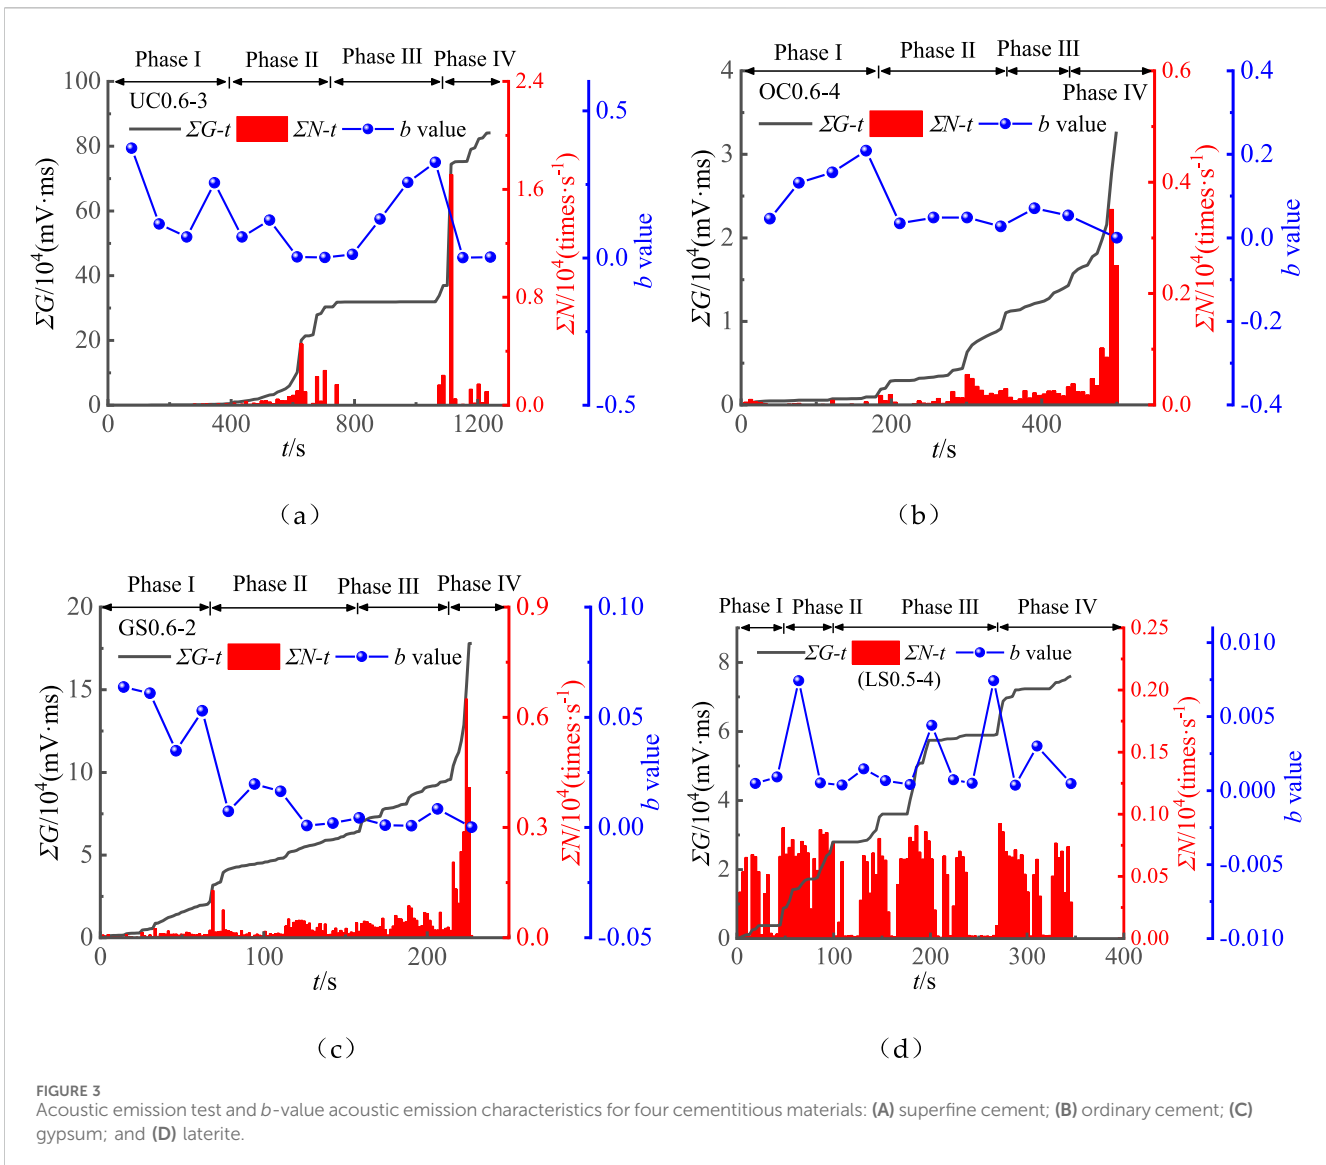 Phase I Phase II Phase III Phase IV
UC0.6-3
ΣG-t ΣN-t b value
100
80
60
40
20
0
ΣG/10⁴(mV·ms)
0 400 800 1200
t/s
2.4
1.6
0.8
0.0
ΣN/10⁴(times·s⁻¹)
0.5
0.0
-0.5
b value
（a）
Phase I Phase II Phase III
Phase IV
OC0.6-4
ΣG-t ΣN-t b value
4
3
2
1
0
ΣG/10⁴(mV·ms)
0 200 400
t/s
0.6
0.4
0.2
0.0
ΣN/10⁴(times·s⁻¹)
0.4
0.2
0.0
-0.2
-0.4
b value
（b）
Phase I Phase II Phase III Phase IV
GS0.6-2
ΣG-t ΣN-t b value
20
15
10
5
0
ΣG/10⁴(mV·ms)
0 100 200
t/s
0.9
0.6
0.3
0.0
ΣN/10⁴(times·s⁻¹)
0.10
0.05
0.00
-0.05
b value
（c）
Phase I Phase II Phase III Phase IV
ΣG-t ΣN-t b value
(LS0.5-4)
8
6
4
2
0
ΣG/10⁴(mV·ms)
0 100 200 300 400
t/s
0.25
0.20
0.15
0.10
0.05
0.00
ΣN/10⁴(times·s⁻¹)
0.010
0.005
0.000
-0.005
-0.010
b value
（d）
FIGURE 3
Acoustic emission test and b-value acoustic emission characteristics for four cementitious materials: (A) superfine cement; (B) ordinary cement; (C)
gypsum; and (D) laterite.